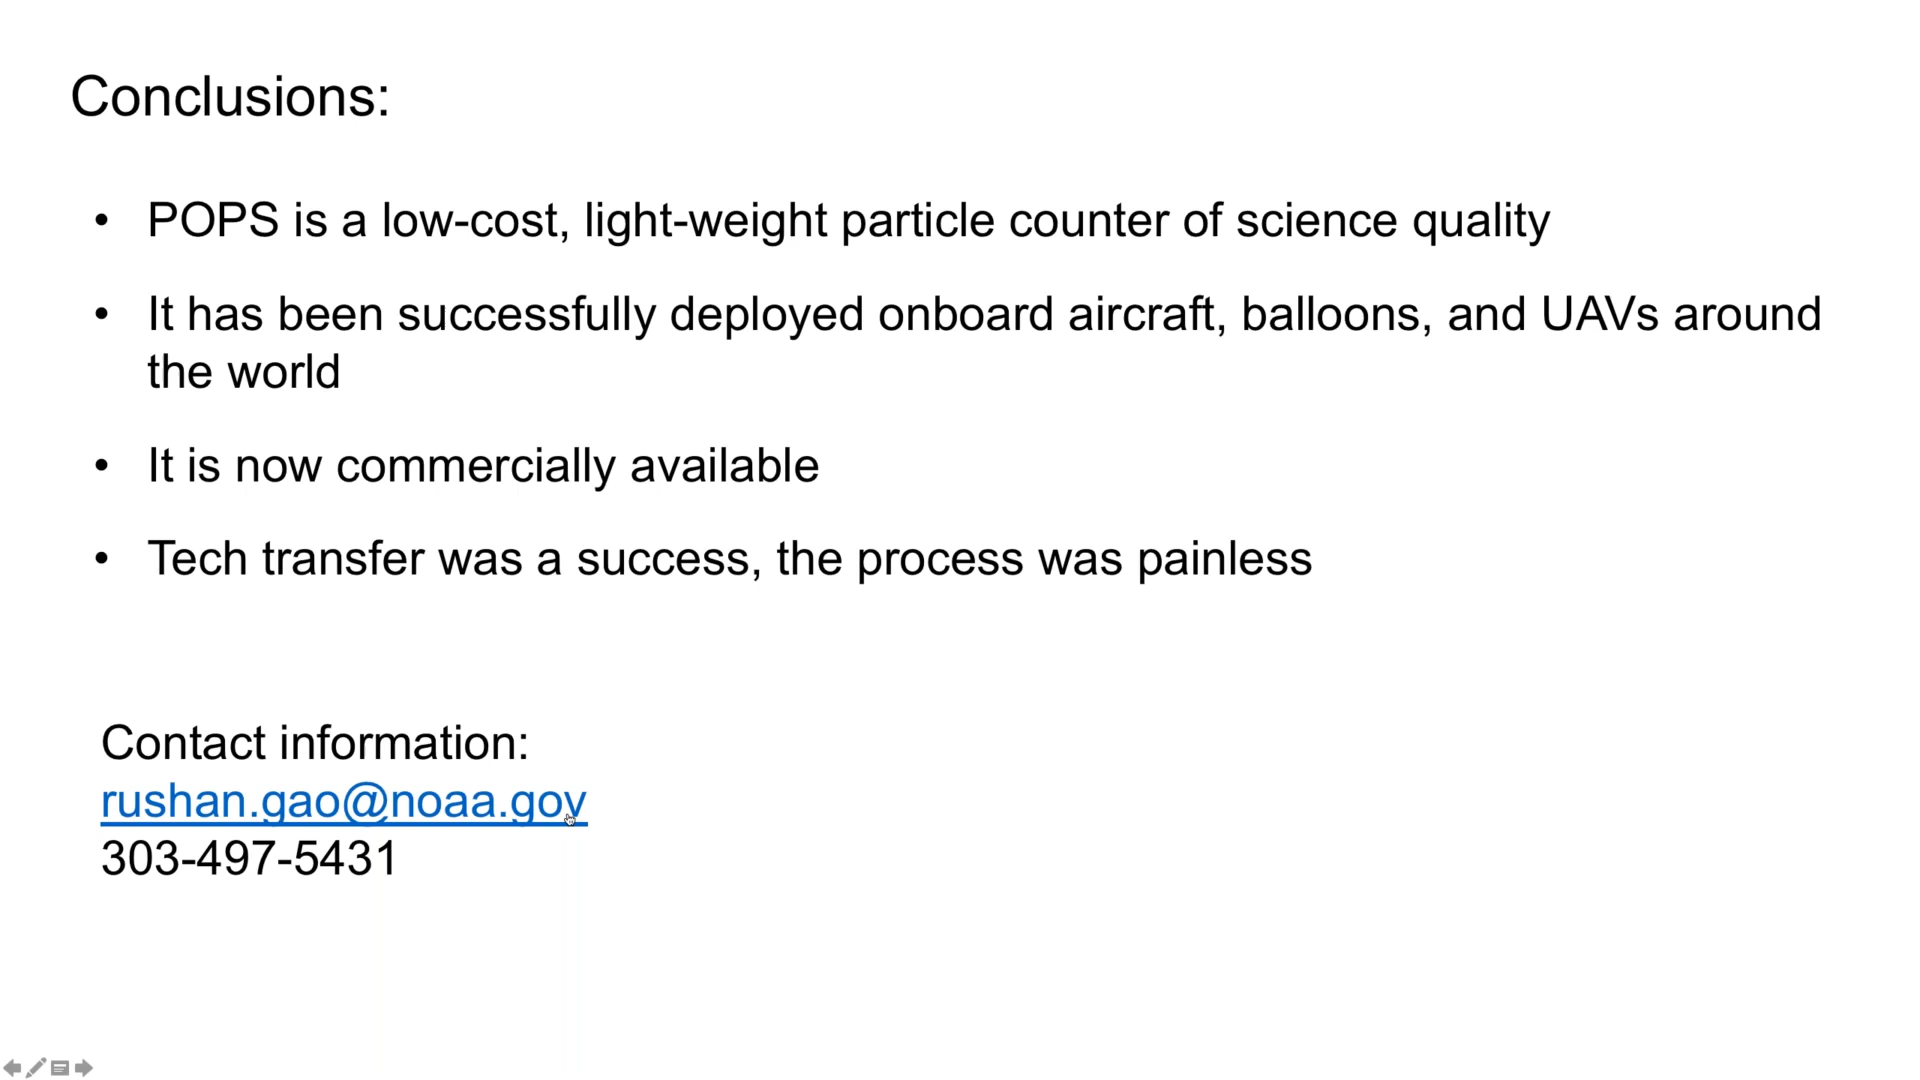 Conclusions:
• POPS is a low-cost, light-weight particle counter of science quality
• It has been successfully deployed onboard aircraft, balloons, and UAVs around
the world
• It is now commercially available
• Tech transfer was a success, the process was painless
Contact information:
rushan.gao@noaa.gov
303-497-5431